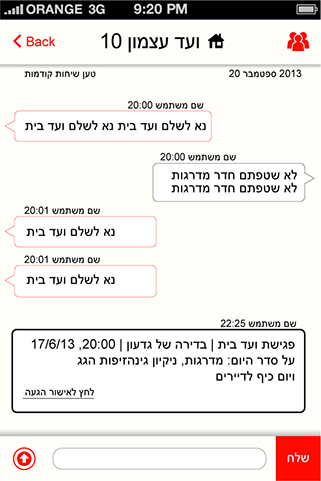 ORANGE 3G 9:20 PM
Back ועד עצמון 10
20 ספטמבר 2013 טען שיחות קודמות
שם משתמש 20:00
נא לשלם ועד בית נא לשלם ועד בית
שם משתמש 20:00
לא שטפתם חדר מדרגות
לא שטפתם חדר מדרגות
שם משתמש 20:01
נא לשלם ועד בית
שם משתמש 20:01
נא לשלם ועד בית
שם משתמש 22:25
פגישת ועד בית | בדירה של גדעון | 20:00, 17/6/13
על סדר היום: מדרגות, ניקיון גינהזיפות הגג
ויום כיף לדיירים
לחץ לאישור הגעה
שלח